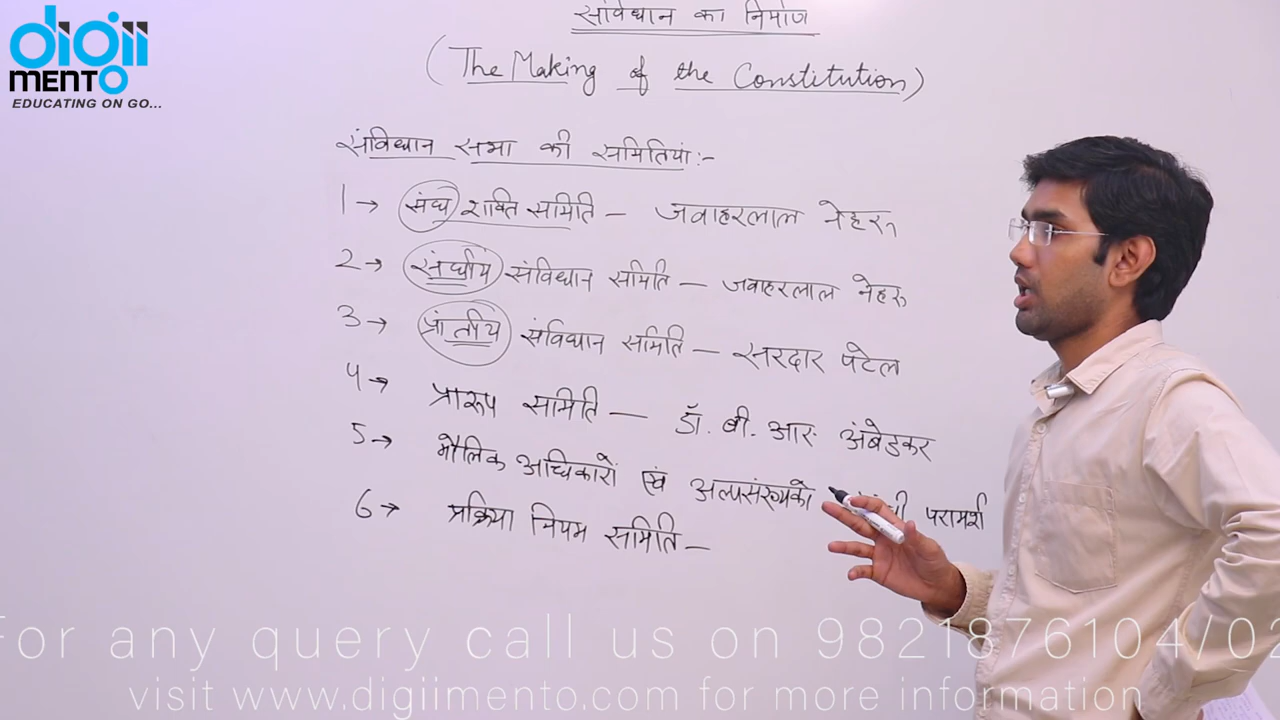 digii
MENTO
EDUCATING ON GO...
संविधान का निर्माण
(The Making of the Constitution)
संविधान सभा की समितियां:-
1→ संघ शक्ति समिति - जवाहरलाल नेहरू
2→ संघीय संविधान समिति - जवाहरलाल नेहरू
3→ प्रांतीय संविधान समिति - सरदार पटेल
4→ प्रारूप समिति - डॉ. बी. आर. अंबेडकर
5→ मौलिक अधिकारों एवं अल्पसंख्यको परामर्श
6→ प्रक्रिया नियम समिति -
For any query call us on 9821876104/02
visit www.digiimento.com for more information